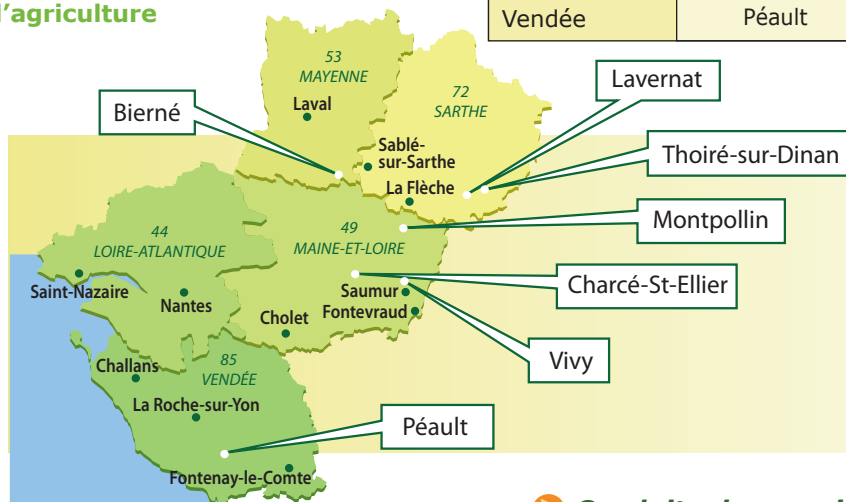 l'agriculture
Vendée
Péault
53
MAYENNE
Laval
72
SARTHE
Lavernat
Bierné
Sablé-
sur-Sarthe
La Flèche
Thoiré-sur-Dinan
Montpollin
44
LOIRE-ATLANTIQUE
49
MAINE-ET-LOIRE
Charcé-St-Ellier
Saint-Nazaire
Nantes
Saumur
Fontevraud
Cholet
Vivy
Challans
85
VENDÉE
La Roche-sur-Yon
Péault
Fontenay-le-Comte